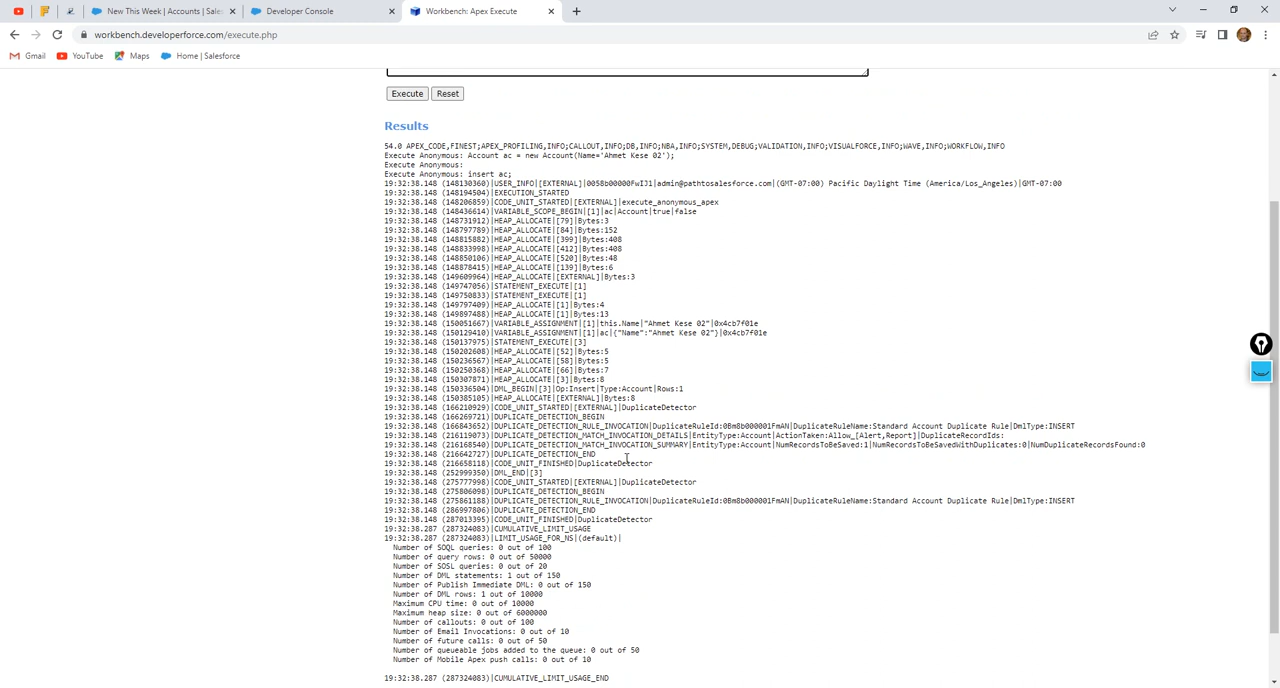 New This Week | Accounts | Sales
Developer Console
Workbench: Apex Execute
workbench.developerforce.com/execute.php
Gmail
YouTube
Maps
Home | Salesforce
Execute
Reset
Results
54.0 APEX_CODE,FINEST;APEX_PROFILING,INFO;CALLOUT,INFO;DB,INFO;NBA,INFO;SYSTEM,DEBUG;VALIDATION,INFO;VISUALFORCE,INFO;WAVE,INFO;WORKFLOW,INFO
Execute Anonymous: Account ac = new Account(Name='Ahmet Kese 02');
Execute Anonymous:
Execute Anonymous: insert ac;
19:32:38.148 (148130360)|USER_INFO|[EXTERNAL]|0058b00000FwIJ1|admin@pathtosalesforce.com|(GMT-07:00) Pacific Daylight Time (America/Los_Angeles)|GMT-07:00
19:32:38.148 (148194504)|EXECUTION_STARTED
19:32:38.148 (148206859)|CODE_UNIT_STARTED|[EXTERNAL]|execute_anonymous_apex
19:32:38.148 (148436614)|VARIABLE_SCOPE_BEGIN|[1]|ac|Account|true|false
19:32:38.148 (148731912)|HEAP_ALLOCATE|[79]|Bytes:3
19:32:38.148 (148797789)|HEAP_ALLOCATE|[84]|Bytes:152
19:32:38.148 (148815882)|HEAP_ALLOCATE|[399]|Bytes:408
19:32:38.148 (148833998)|HEAP_ALLOCATE|[412]|Bytes:408
19:32:38.148 (148850106)|HEAP_ALLOCATE|[520]|Bytes:48
19:32:38.148 (148878415)|HEAP_ALLOCATE|[139]|Bytes:6
19:32:38.148 (149609964)|HEAP_ALLOCATE|[EXTERNAL]|Bytes:3
19:32:38.148 (149747056)|STATEMENT_EXECUTE|[1]
19:32:38.148 (149750833)|STATEMENT_EXECUTE|[1]
19:32:38.148 (149797409)|HEAP_ALLOCATE|[1]|Bytes:4
19:32:38.148 (149897488)|HEAP_ALLOCATE|[1]|Bytes:13
19:32:38.148 (150051667)|VARIABLE_ASSIGNMENT|[1]|this.Name|"Ahmet Kese 02"|0x4cb7f01e
19:32:38.148 (150129410)|VARIABLE_ASSIGNMENT|[1]|ac|{"Name":"Ahmet Kese 02"}|0x4cb7f01e
19:32:38.148 (150137975)|STATEMENT_EXECUTE|[3]
19:32:38.148 (150202608)|HEAP_ALLOCATE|[52]|Bytes:5
19:32:38.148 (150236567)|HEAP_ALLOCATE|[58]|Bytes:5
19:32:38.148 (150250368)|HEAP_ALLOCATE|[66]|Bytes:7
19:32:38.148 (150307871)|HEAP_ALLOCATE|[3]|Bytes:8
19:32:38.148 (150336504)|DML_BEGIN|[3]|Op:Insert|Type:Account|Rows:1
19:32:38.148 (150385105)|HEAP_ALLOCATE|[EXTERNAL]|Bytes:8
19:32:38.148 (166210929)|CODE_UNIT_STARTED|[EXTERNAL]|DuplicateDetector
19:32:38.148 (166269721)|DUPLICATE_DETECTION_BEGIN
19:32:38.148 (166843652)|DUPLICATE_DETECTION_RULE_INVOCATION|DuplicateRuleId:0Bm8b000001FmAN|DuplicateRuleName:Standard Account Duplicate Rule|DmlType:INSERT
19:32:38.148 (216119073)|DUPLICATE_DETECTION_MATCH_INVOCATION_DETAILS|EntityType:Account|ActionTaken:Allow_[Alert,Report]|DuplicateRecordIds:
19:32:38.148 (216168540)|DUPLICATE_DETECTION_MATCH_INVOCATION_SUMMARY|EntityType:Account|NumRecordsToBeSaved:1|NumRecordsToBeSavedWithDuplicates:0|NumDuplicateRecordsFound:0
19:32:38.148 (216642727)|DUPLICATE_DETECTION_END
19:32:38.148 (216658118)|CODE_UNIT_FINISHED|DuplicateDetector
19:32:38.148 (252999350)|DML_END|[3]
19:32:38.148 (275777998)|CODE_UNIT_STARTED|[EXTERNAL]|DuplicateDetector
19:32:38.148 (275806098)|DUPLICATE_DETECTION_BEGIN
19:32:38.148 (275861188)|DUPLICATE_DETECTION_RULE_INVOCATION|DuplicateRuleId:0Bm8b000001FmAN|DuplicateRuleName:Standard Account Duplicate Rule|DmlType:INSERT
19:32:38.148 (286997806)|DUPLICATE_DETECTION_END
19:32:38.148 (287013395)|CODE_UNIT_FINISHED|DuplicateDetector
19:32:38.287 (287324083)|CUMULATIVE_LIMIT_USAGE
19:32:38.287 (287324083)|LIMIT_USAGE_FOR_NS|(default)|
Number of SOQL queries: 0 out of 100
Number of query rows: 0 out of 50000
Number of SOSL queries: 0 out of 20
Number of DML statements: 1 out of 150
Number of Publish Immediate DML: 0 out of 150
Number of DML rows: 1 out of 10000
Maximum CPU time: 0 out of 10000
Maximum heap size: 0 out of 6000000
Number of callouts: 0 out of 100
Number of Email Invocations: 0 out of 10
Number of future calls: 0 out of 50
Number of queueable jobs added to the queue: 0 out of 50
Number of Mobile Apex push calls: 0 out of 10
19:32:38.287 (287324083)|CUMULATIVE_LIMIT_USAGE_END